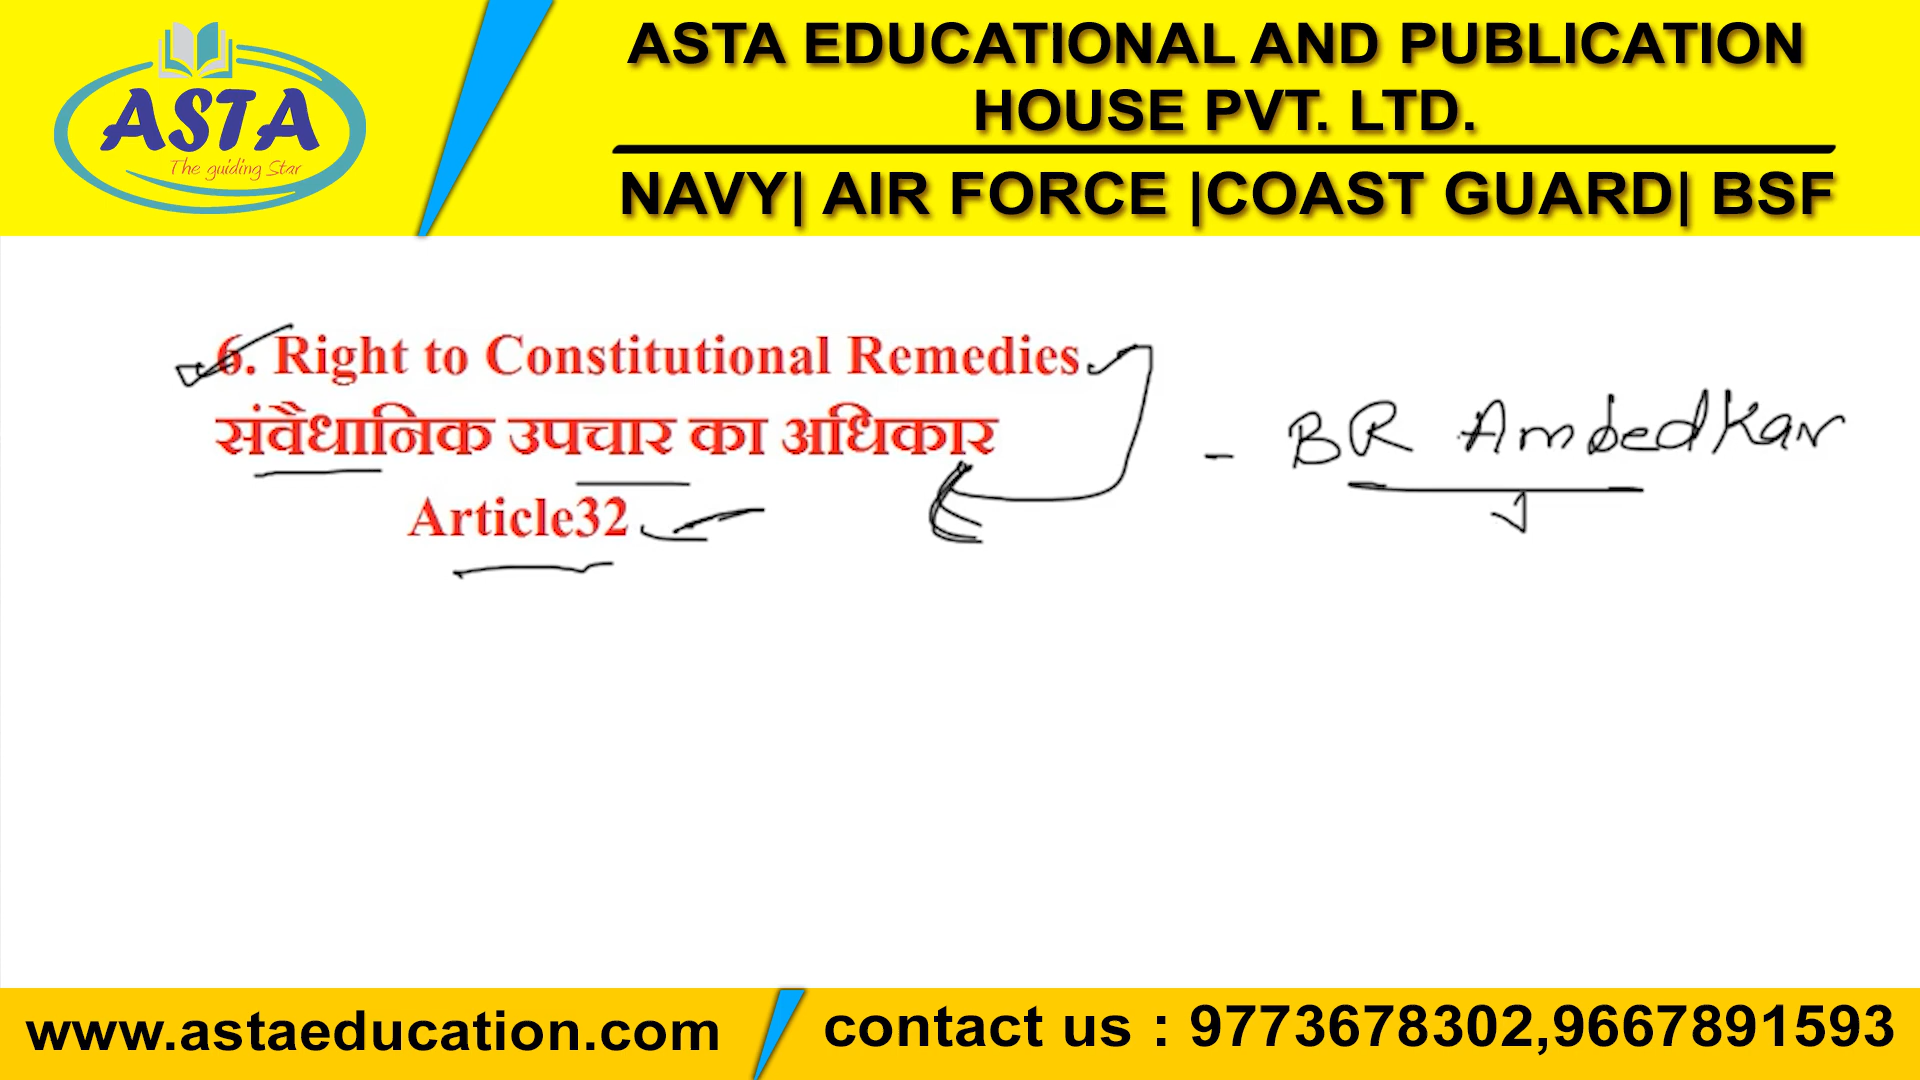 ASTA
The guiding Star
ASTA EDUCATIONAL AND PUBLICATION
HOUSE PVT. LTD.
NAVY| AIR FORCE |COAST GUARD| BSF
6. Right to Constitutional Remedies
संवैधानिक उपचार का अधिकार
Article32
- BR Ambedkar
www.astaeducation.com
contact us : 9773678302,9667891593